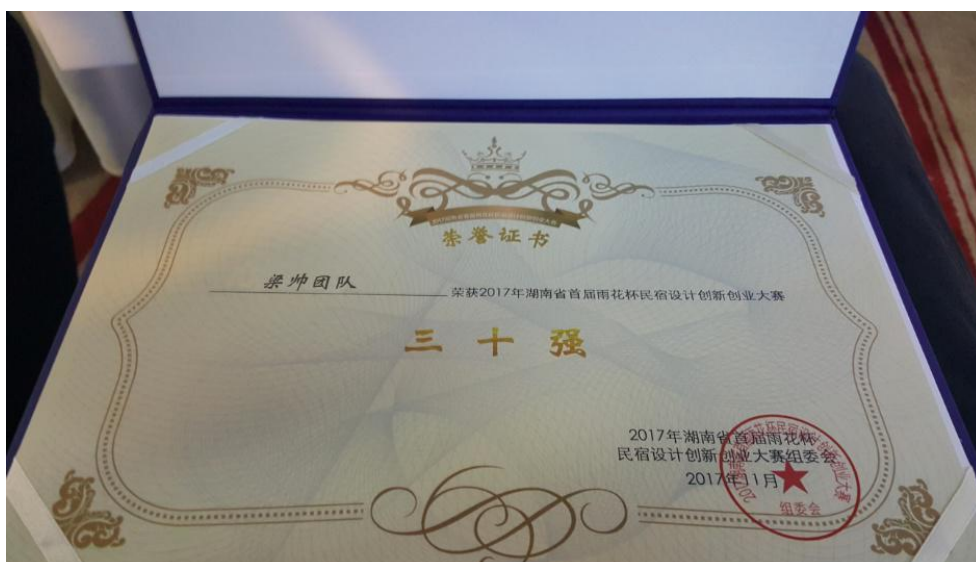 荣誉证书
梁帅团队 荣获2017年湖南省首届雨花杯民宿设计创新创业大赛
三十强
2017年湖南省首届雨花杯
民宿设计创新创业大赛组委会
2017年11月
组委会